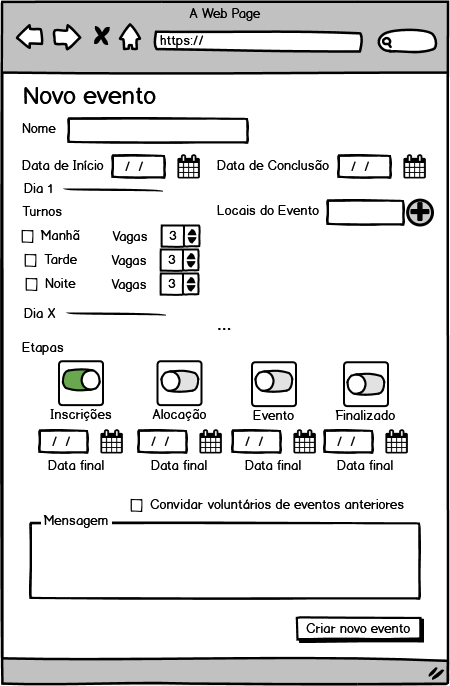 A Web Page
https://
Novo evento
Nome
Data de Início / / Data de Conclusão / /
Dia 1
Turnos Locais do Evento
Manhã Vagas 3
Tarde Vagas 3
Noite Vagas 3
Dia X
...
Etapas
Inscrições Alocação Evento Finalizado
/ / / / / / / /
Data final Data final Data final Data final
Convidar voluntários de eventos anteriores
Mensagem
Criar novo evento